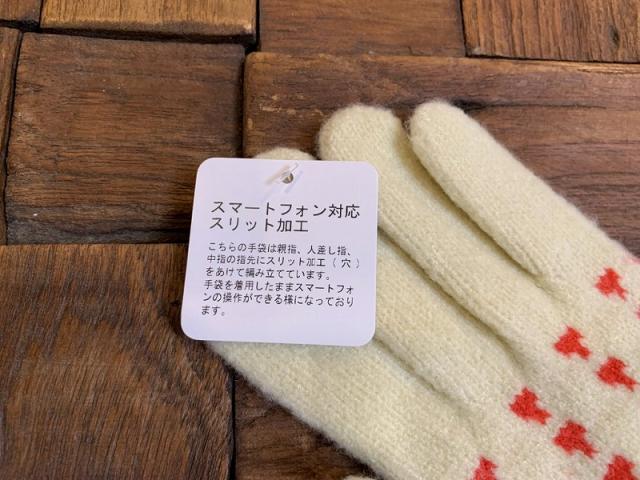 スマートフォン対応
スリット加工
こちらの手袋は親指、人差し指、
中指の指先にスリット加工(穴)
をあけて編み立てています。
手袋を着用したままスマートフォ
ンの操作ができる様になっており
ます。